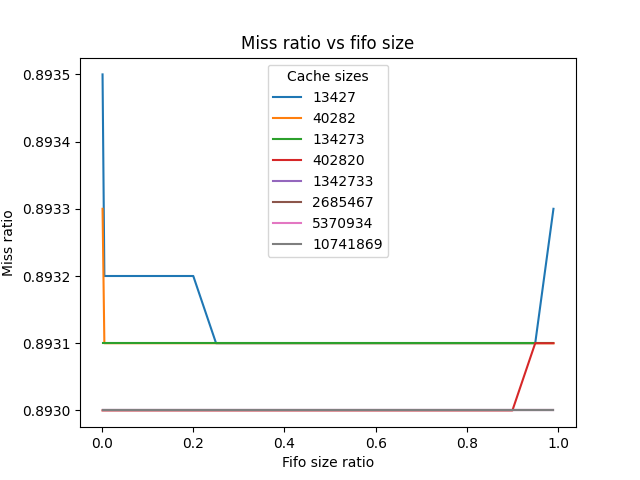 Miss ratio vs fifo size
Cache sizes
13427
40282
134273
402820
1342733
2685467
5370934
10741869
0.8935
0.8934
0.8933
0.8932
0.8931
0.8930
Miss ratio
0.0 0.2 0.4 0.6 0.8 1.0
Fifo size ratio